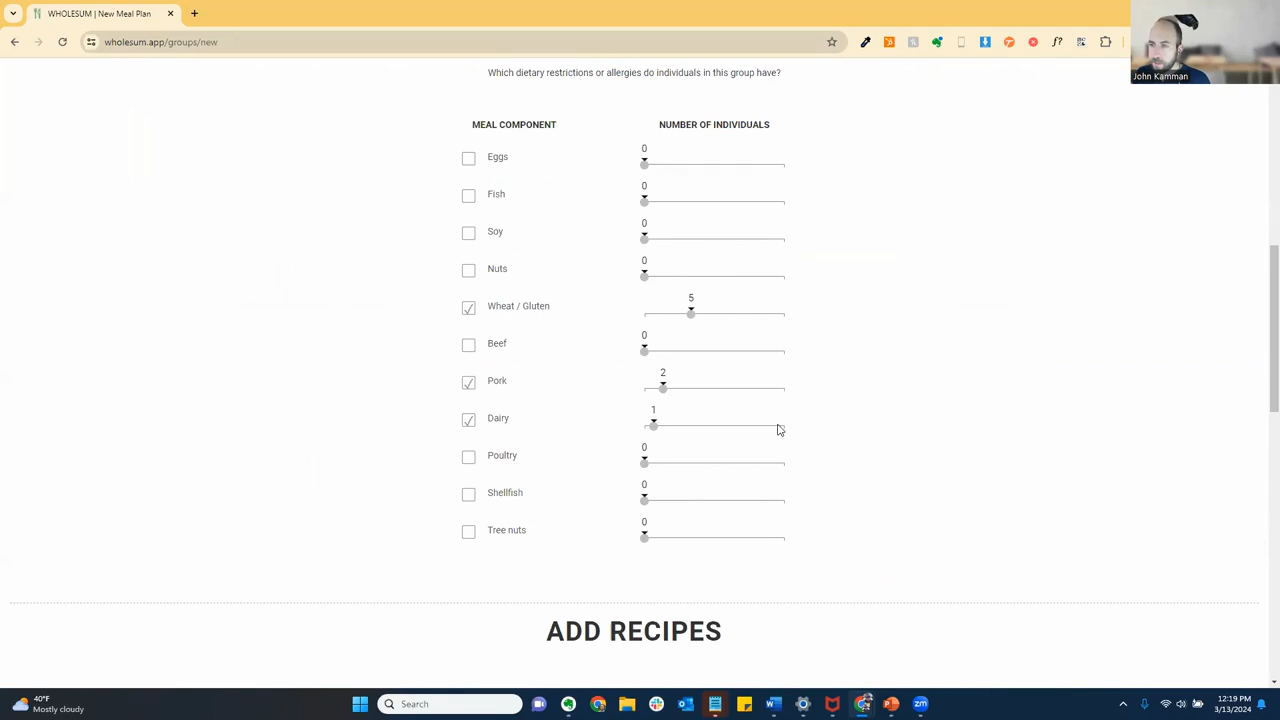 WHOLESUM | New Meal Plan
wholesum.app/groups/new
John Kamman
Which dietary restrictions or allergies do individuals in this group have?
MEAL COMPONENT NUMBER OF INDIVIDUALS
Eggs 0
Fish 0
Soy 0
Nuts 0
Wheat / Gluten 5
Beef 0
Pork 2
Dairy 1
Poultry 0
Shellfish 0
Tree nuts 0
ADD RECIPES
40°F
Mostly cloudy
Search
12:19 PM
3/13/2024